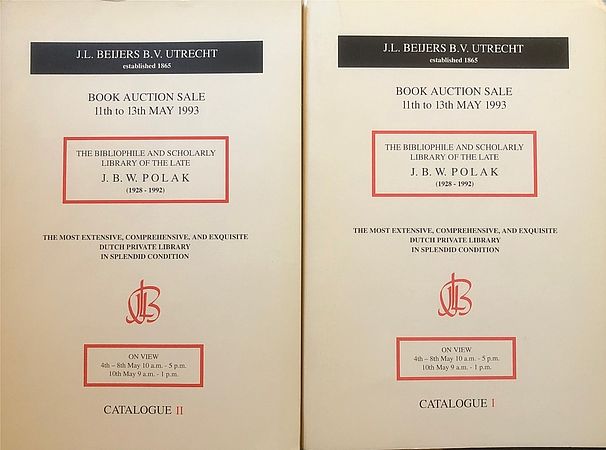 J.L. BEIJERS B.V. UTRECHT
established 1865
BOOK AUCTION SALE
11th to 13th MAY 1993
THE BIBLIOPHILE AND SCHOLARLY
LIBRARY OF THE LATE
J. B. W. POLAK
(1928 - 1992)
THE MOST EXTENSIVE, COMPREHENSIVE, AND EXQUISITE
DUTCH PRIVATE LIBRARY
IN SPLENDID CONDITION
JLB
ON VIEW
4th – 8th May 10 a.m. - 5 p.m.
10th May 9 a.m. - 1 p.m.
CATALOGUE II
J.L. BEIJERS B.V. UTRECHT
established 1865
BOOK AUCTION SALE
11th to 13th MAY 1993
THE BIBLIOPHILE AND SCHOLARLY
LIBRARY OF THE LATE
J. B. W. POLAK
(1928 - 1992)
THE MOST EXTENSIVE, COMPREHENSIVE, AND EXQUISITE
DUTCH PRIVATE LIBRARY
IN SPLENDID CONDITION
JLB
ON VIEW
4th – 8th May 10 a.m. - 5 p.m.
10th May 9 a.m. - 1 p.m.
CATALOGUE I